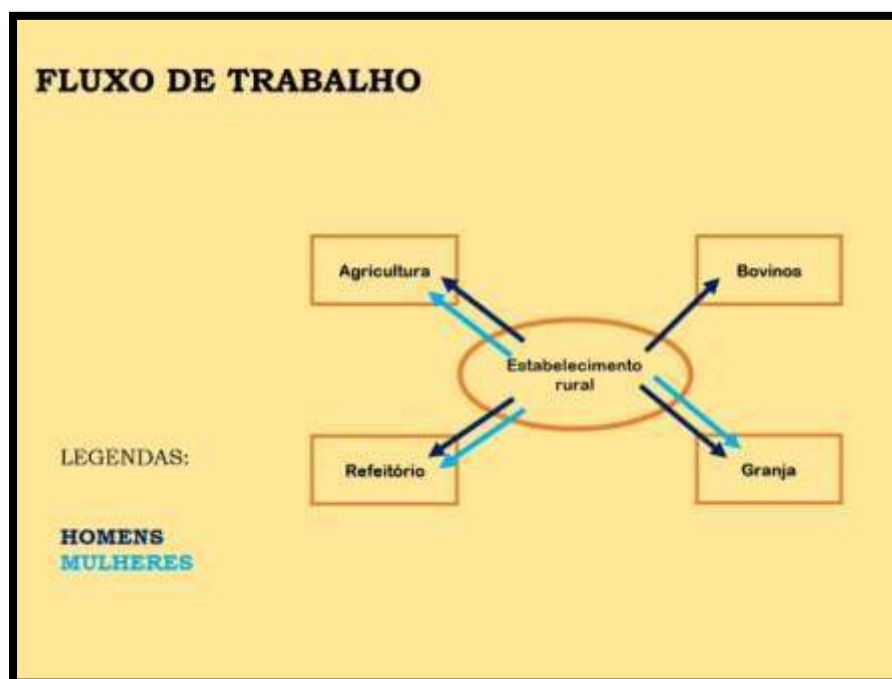 FLUXO DE TRABALHO
Agricultura
Bovinos
Estabelecimento
rural
Refeitório
Granja
LEGENDAS:
HOMENS
MULHERES